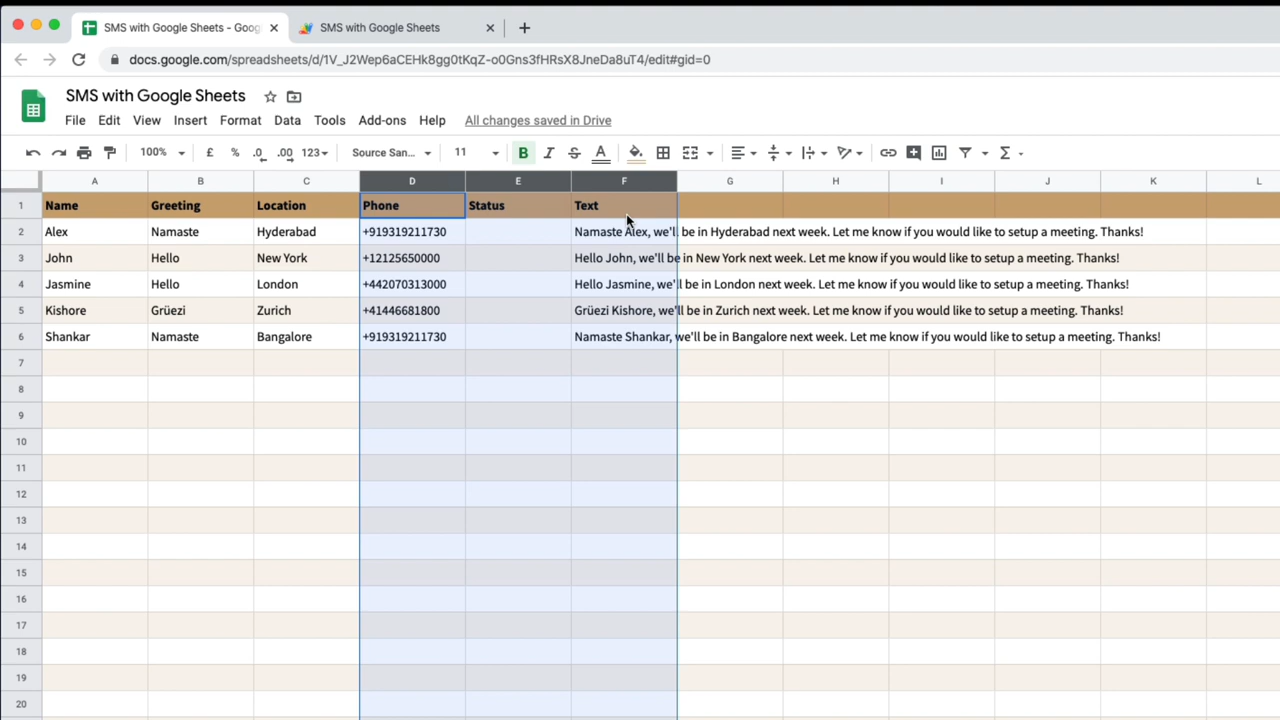 SMS with Google Sheets - Goog
SMS with Google Sheets
docs.google.com/spreadsheets/d/1V_J2Wep6aCEHk8gg0tKqZ-o0Gns3fHRsX8JneDa8uT4/edit#gid=0
SMS with Google Sheets
File Edit View Insert Format Data Tools Add-ons Help All changes saved in Drive
100% £ % .0 .00 123 Source San... 11 B I S A Σ
A B C D E F G H I J K L
1 Name Greeting Location Phone Status Text
2 Alex Namaste Hyderabad +919319211730 Namaste Alex, we'll be in Hyderabad next week. Let me know if you would like to setup a meeting. Thanks!
3 John Hello New York +12125650000 Hello John, we'll be in New York next week. Let me know if you would like to setup a meeting. Thanks!
4 Jasmine Hello London +442070313000 Hello Jasmine, we'll be in London next week. Let me know if you would like to setup a meeting. Thanks!
5 Kishore Grüezi Zurich +41446681800 Grüezi Kishore, we'll be in Zurich next week. Let me know if you would like to setup a meeting. Thanks!
6 Shankar Namaste Bangalore +919319211730 Namaste Shankar, we'll be in Bangalore next week. Let me know if you would like to setup a meeting. Thanks!
7
8
9
10
11
12
13
14
15
16
17
18
19
20